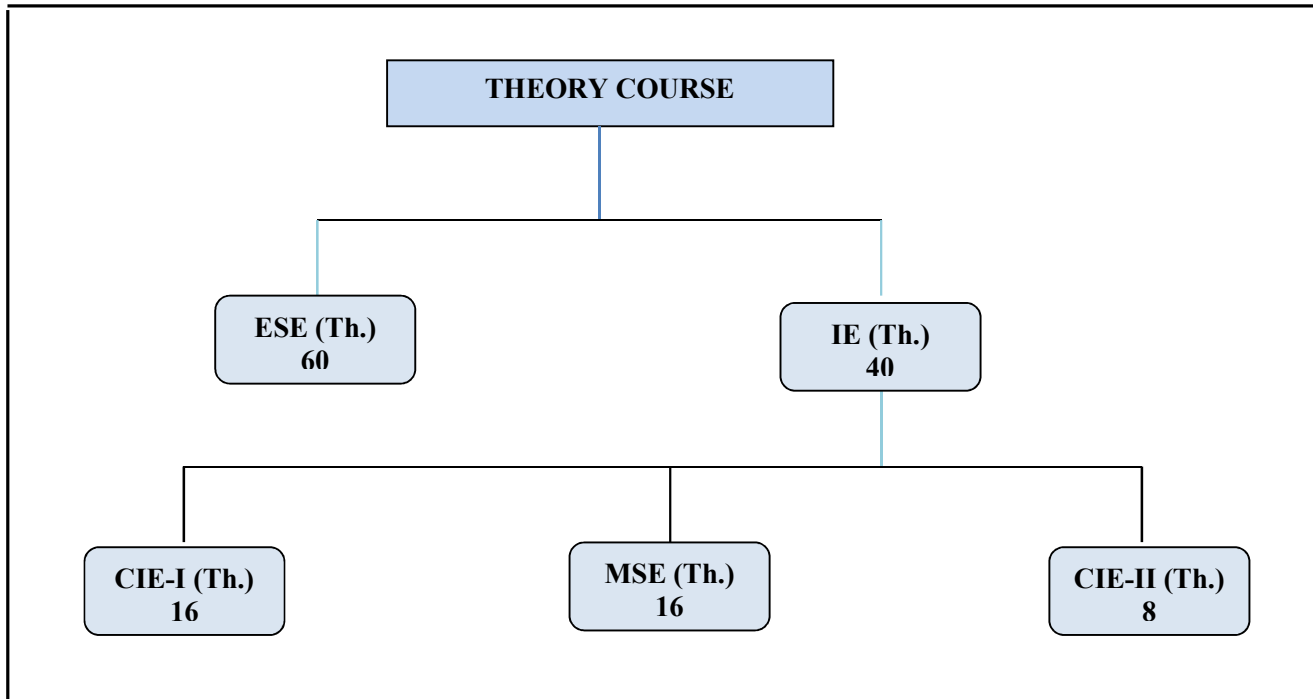 THEORY COURSE
ESE (Th.)
60
IE (Th.)
40
CIE-I (Th.)
16
MSE (Th.)
16
CIE-II (Th.)
8